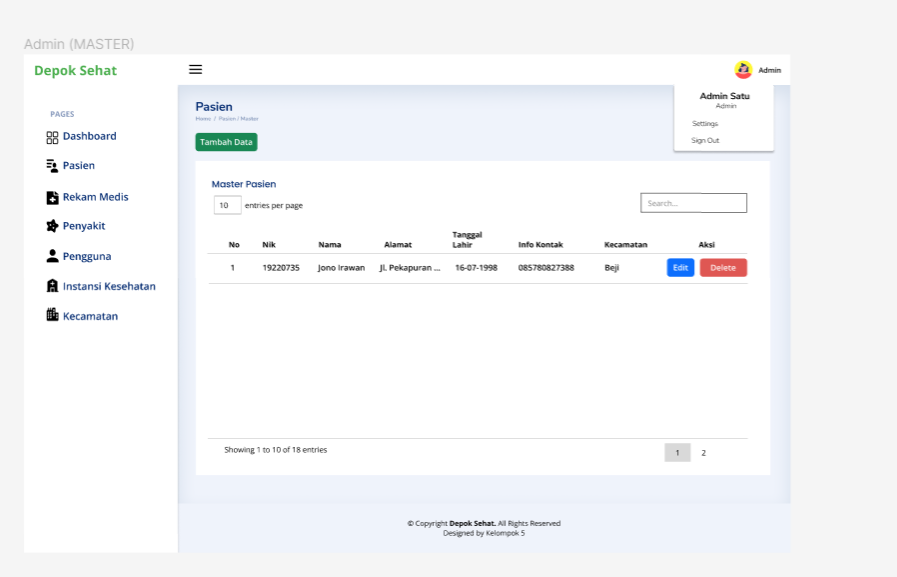 Admin (MASTER)
Depok Sehat
Admin
Admin Satu
Admin
Settings
Sign Out
PAGES
Dashboard
Pasien
Rekam Medis
Penyakit
Pengguna
Instansi Kesehatan
Kecamatan
Pasien
Home / Pasien / Master
Tambah Data
Master Pasien
10 entries per page
Search...
No Nik Nama Alamat Tanggal Lahir Info Kontak Kecamatan Aksi
1 19220735 Jono Irawan Jl. Pekapuran ... 16-07-1998 085780827388 Beji Edit Delete
Showing 1 to 10 of 18 entries
1 2
© Copyright Depok Sehat. All Rights Reserved
Designed by Kelompok 5